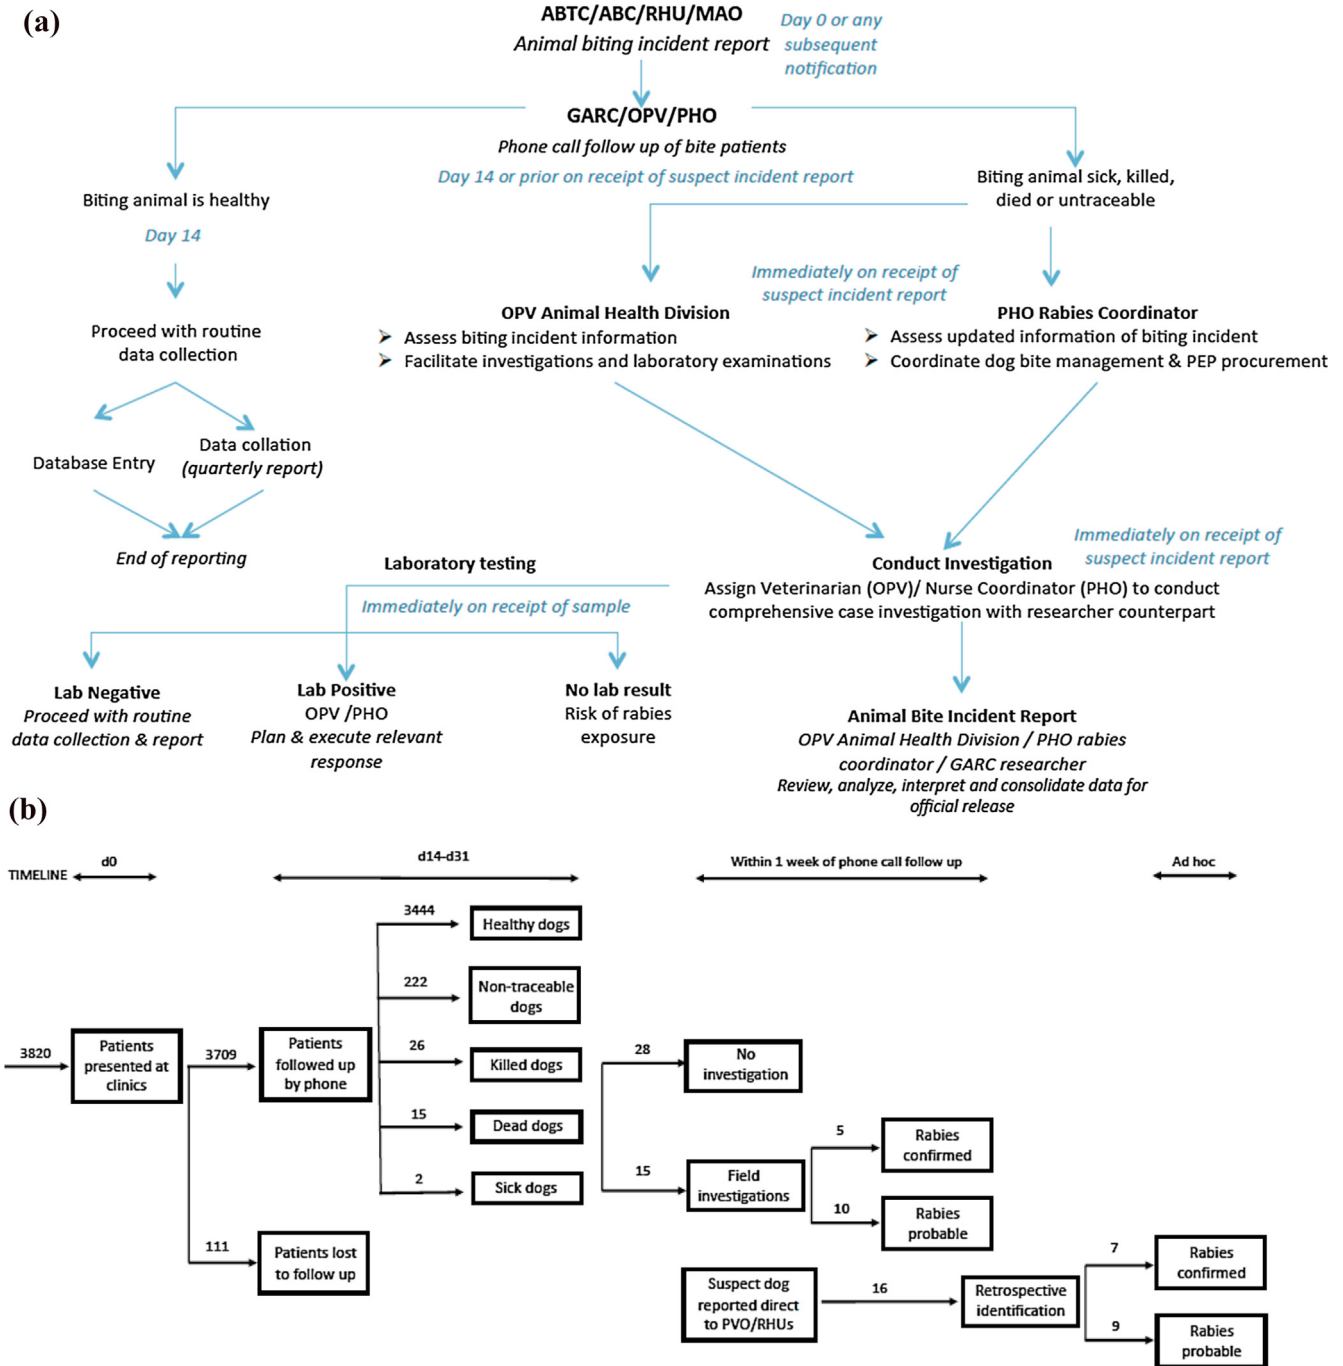 (a)
ABTC/ABC/RHU/MAO
Animal biting incident report
Day 0 or any
subsequent
notification
GARC/OPV/PHO
Phone call follow up of bite patients
Day 14 or prior on receipt of suspect incident report
Biting animal is healthy
Day 14
Biting animal sick, killed,
died or untraceable
Proceed with routine
data collection
Immediately on receipt of
suspect incident report
OPV Animal Health Division
➢ Assess biting incident information
➢ Facilitate investigations and laboratory examinations
PHO Rabies Coordinator
➢ Assess updated information of biting incident
➢ Coordinate dog bite management & PEP procurement
Database Entry
Data collation
(quarterly report)
End of reporting
Immediately on receipt of
suspect incident report
Conduct Investigation
Assign Veterinarian (OPV)/ Nurse Coordinator (PHO) to conduct
comprehensive case investigation with researcher counterpart
Laboratory testing
Immediately on receipt of sample
Lab Negative
Proceed with routine
data collection & report
Lab Positive
OPV /PHO
Plan & execute relevant
response
No lab result
Risk of rabies
exposure
Animal Bite Incident Report
OPV Animal Health Division / PHO rabies
coordinator / GARC researcher
Review, analyze, interpret and consolidate data for
official release
(b)
TIMELINE
d0
d14-d31
Within 1 week of phone call follow up
Ad hoc
3820
Patients
presented at
clinics
3709
Patients
followed up
by phone
111
Patients lost
to follow up
3444
Healthy dogs
222
Non-traceable
dogs
26
Killed dogs
15
Dead dogs
2
Sick dogs
28
No
investigation
15
Field
investigations
5
Rabies
confirmed
10
Rabies
probable
Suspect dog
reported direct
to PVO/RHUs
16
Retrospective
identification
7
Rabies
confirmed
9
Rabies
probable